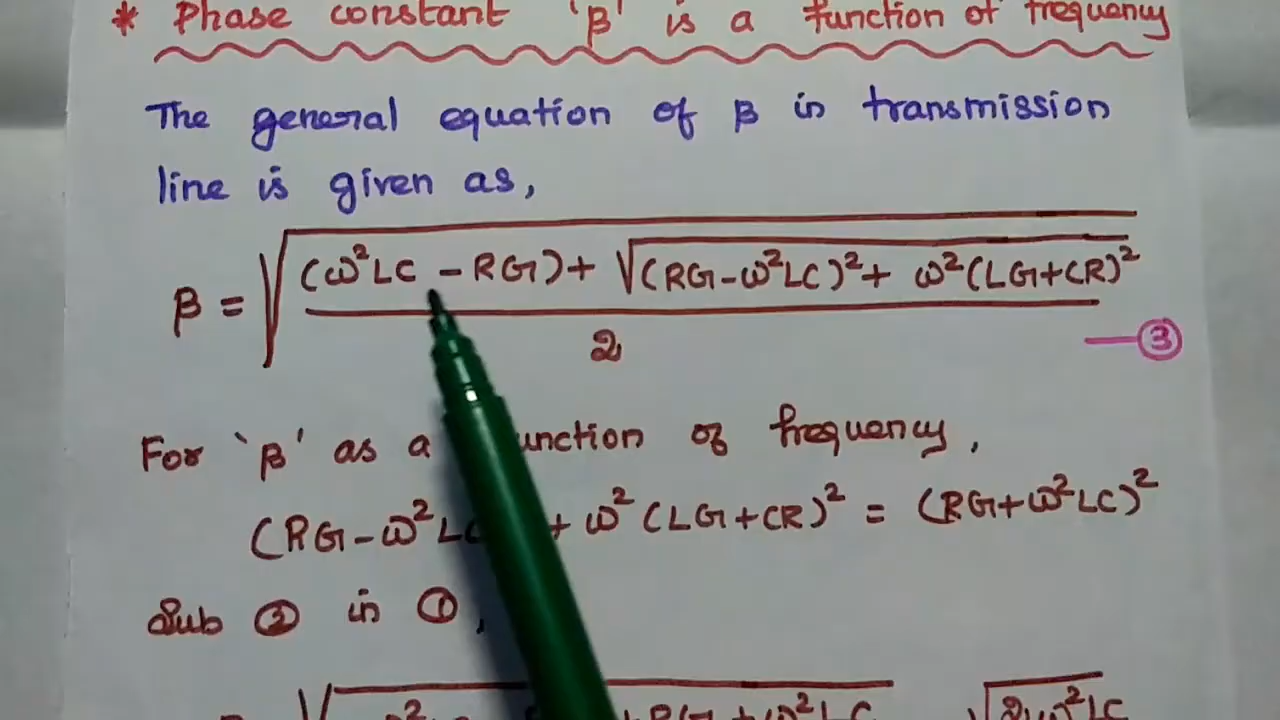 * Phase constant 'β' is a function of frequency
The general equation of β in transmission
line is given as,
β = √((ω²LC - RG) + √((RG-ω²LC)² + ω²(LG+CR)²) / 2) — ③
For 'β' as a unction of frequency,
(RG-ω²L + ω²(LG+CR)² = (RG+ω²LC)²
Sub ② in ①,